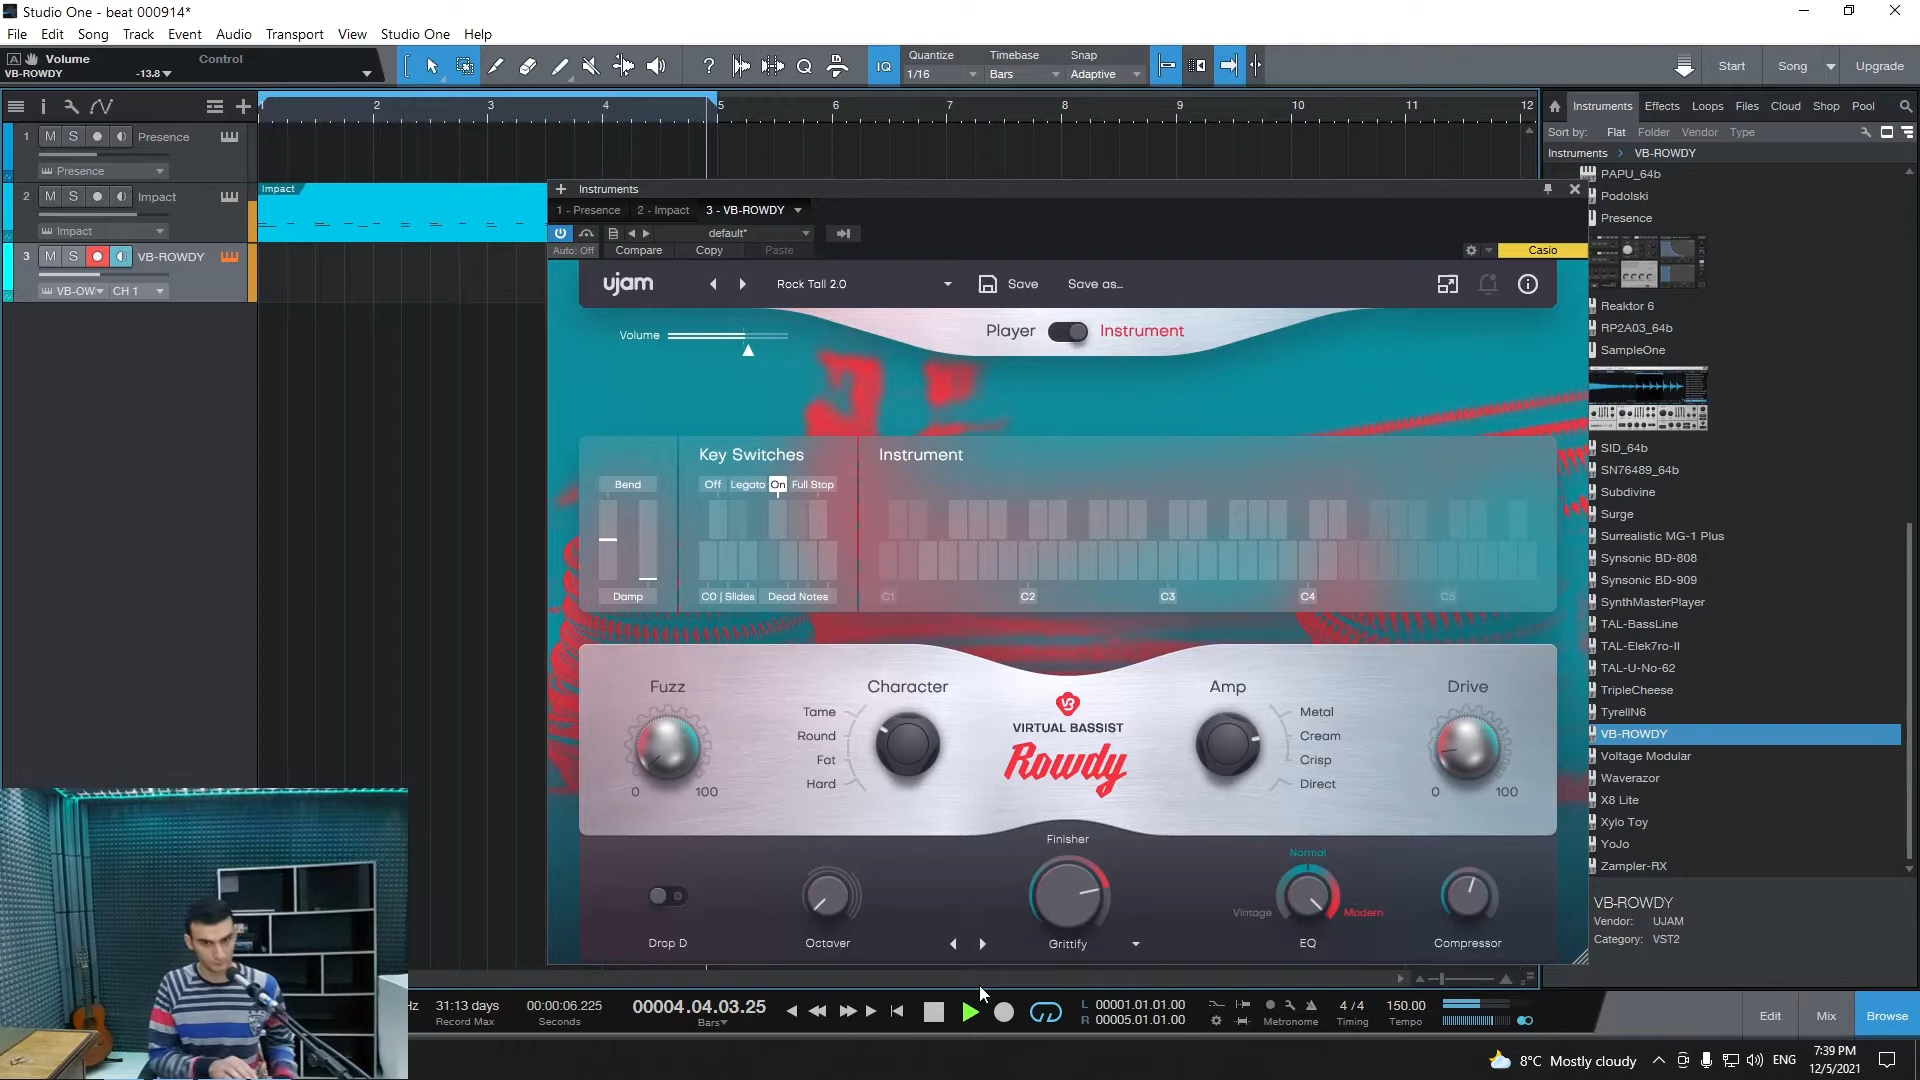 Studio One - beat 000914*
File Edit Song Track Event Audio Transport View Studio One Help
Volume Control
VB-ROWDY -13.8
Quantize Timebase Snap
IQ 1/16 Bars Adaptive
Start Song Upgrade
1 2 3 4 5 6 7 8 9 10 11 12
Instruments Effects Loops Files Cloud Shop Pool
Sort by: Flat Folder Vendor Type
Instruments > VB-ROWDY
1 M S Presence
Presence
2 M S Impact
Impact
3 M S VB-ROWDY
VB-OW CH 1
Impact
Instruments
1 - Presence 2 - Impact 3 - VB-ROWDY
default*
Auto: Off Compare Copy Paste Casio
ujam Rock Tall 2.0 Save Save as...
Volume Player Instrument
Key Switches Instrument
Bend Off Legato On Full Stop
Damp C0 | Slides Dead Notes C1 C2 C3 C4 C5
Fuzz Character Amp Drive
Tame
Round
Fat
Hard
VB
VIRTUAL BASSIST
Rowdy
Metal
Cream
Crisp
Direct
0 100 0 100
Finisher
Normal
Vintage Modern
Drop D Octaver Grittify EQ Compressor
PAPU_64b
Podolski
Presence
Reaktor 6
RP2A03_64b
SampleOne
SID_64b
SN76489_64b
Subdivine
Surge
Surrealistic MG-1 Plus
Synsonic BD-808
Synsonic BD-909
SynthMasterPlayer
TAL-BassLine
TAL-Elek7ro-II
TAL-U-No-62
TripleCheese
TyrellN6
VB-ROWDY
Voltage Modular
Waverazor
X8 Lite
Xylo Toy
YoJo
Zampler-RX
VB-ROWDY
Vendor: UJAM
Category: VST2
Hz 31:13 days 00:00:06.225 00004.04.03.25
Record Max Seconds Bars
L 00001.01.01.00
R 00005.01.01.00
Metronome
4 / 4 150.00
Timing Tempo
Edit Mix Browse
8°C Mostly cloudy ENG 7:39 PM
12/5/2021